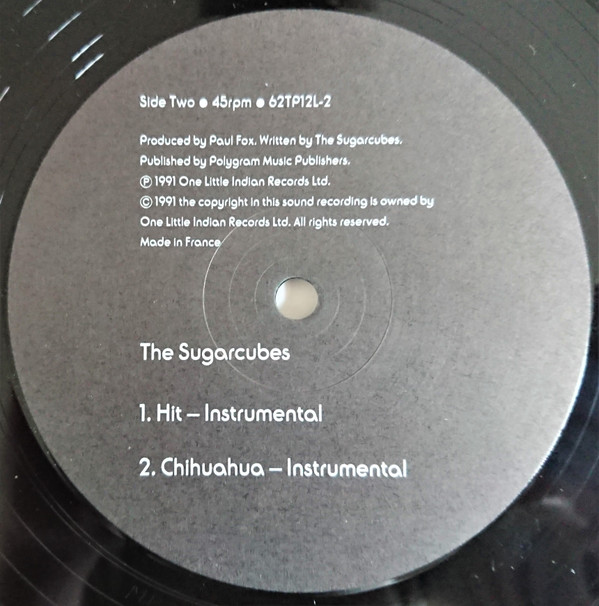 Side Two ● 45rpm ● 62TP12L-2
Produced by Paul Fox. Written by The Sugarcubes.
Published by Polygram Music Publishers.
Ⓟ 1991 One Little Indian Records Ltd.
© 1991 the copyright in this sound recording is owned by
One Little Indian Records Ltd. All rights reserved.
Made in France
The Sugarcubes
1. Hit – Instrumental
2. Chihuahua – Instrumental